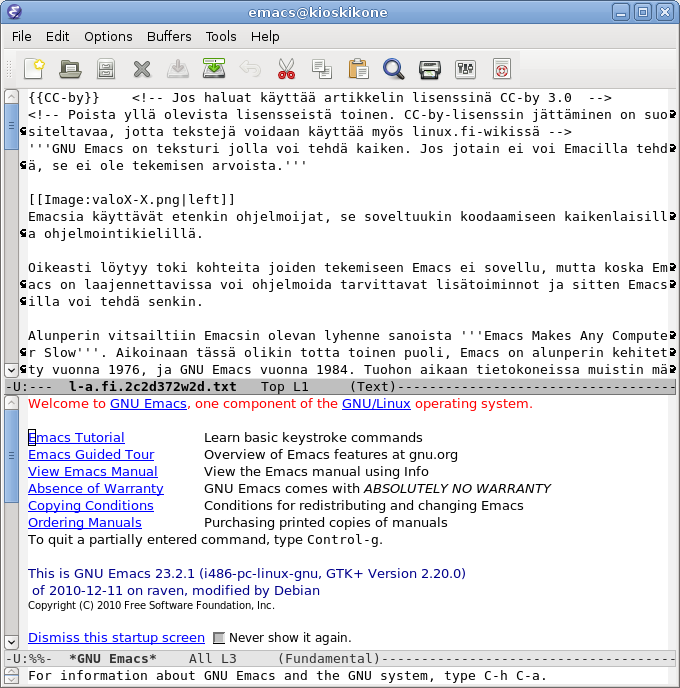 emacs@kioskikone
File Edit Options Buffers Tools Help
{{CC-by}}    <!-- Jos haluat käyttää artikkelin lisenssinä CC-by 3.0  -->
<!-- Poista yllä olevista lisensseistä toinen. CC-by-lisenssin jättäminen on suo
siteltavaa, jotta tekstejä voidaan käyttää myös linux.fi-wikissä -->
'''GNU Emacs on teksturi jolla voi tehdä kaiken. Jos jotain ei voi Emacilla tehd
ä, se ei ole tekemisen arvoista.'''
[[Image:valoX-X.png|left]]
Emacsia käyttävät etenkin ohjelmoijat, se soveltuukin koodaamiseen kaikenlaisill
a ohjelmointikielillä.
Oikeasti löytyy toki kohteita joiden tekemiseen Emacs ei sovellu, mutta koska Em
acs on laajennettavissa voi ohjelmoida tarvittavat lisätoiminnot ja sitten Emacs
illa voi tehdä senkin.
Alunperin vitsailtiin Emacsin olevan lyhenne sanoista '''Emacs Makes Any Compute
r Slow'''. Aikoinaan tässä olikin totta toinen puoli, Emacs on alunperin kehitet
ty vuonna 1976, ja GNU Emacs vuonna 1984. Tuohon aikaan tietokoneissa muistin mä
-U:---  l-a.fi.2c2d372w2d.txt   Top L1     (Text)----------------------------------
Welcome to GNU Emacs, one component of the GNU/Linux operating system.
Emacs Tutorial Learn basic keystroke commands
Emacs Guided Tour Overview of Emacs features at gnu.org
View Emacs Manual View the Emacs manual using Info
Absence of Warranty GNU Emacs comes with ABSOLUTELY NO WARRANTY
Copying Conditions Conditions for redistributing and changing Emacs
Ordering Manuals Purchasing printed copies of manuals
To quit a partially entered command, type Control-g.
This is GNU Emacs 23.2.1 (i486-pc-linux-gnu, GTK+ Version 2.20.0)
of 2010-12-11 on raven, modified by Debian
Copyright (C) 2010 Free Software Foundation, Inc.
Dismiss this startup screen Never show it again.
-U:%%-  *GNU Emacs*    All L3     (Fundamental)------------------------------------
For information about GNU Emacs and the GNU system, type C-h C-a.